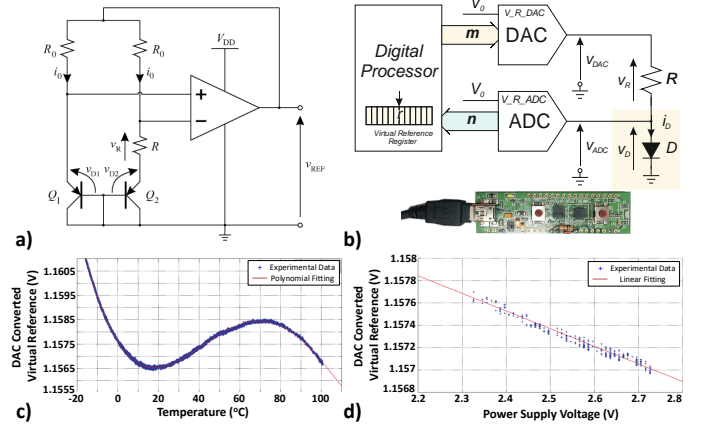 R0
R0
VDD
i0
i0
+
−
vR
R
vD1
vD2
vREF
Q1
Q2
a)
Digital
Processor
r
Virtual Reference
Register
V0
V_R_DAC
m
DAC
vDAC
vR
R
V0
V_R_ADC
n
ADC
vADC
iD
vD
D
b)
DAC Converted
Virtual Reference (V)
1.1605
1.1595
1.1585
1.1575
1.1565
1.1555
Experimental Data
Polynomial Fitting
-20 0 20 40 60 80 100
Temperature (°C)
c)
DAC Converted
Virtual Reference (V)
1.158
1.1576
1.1574
1.1572
1.157
1.1568
Experimental Data
Linear Fitting
2.2 2.3 2.4 2.5 2.6 2.7 2.8
Power Supply Voltage (V)
d)